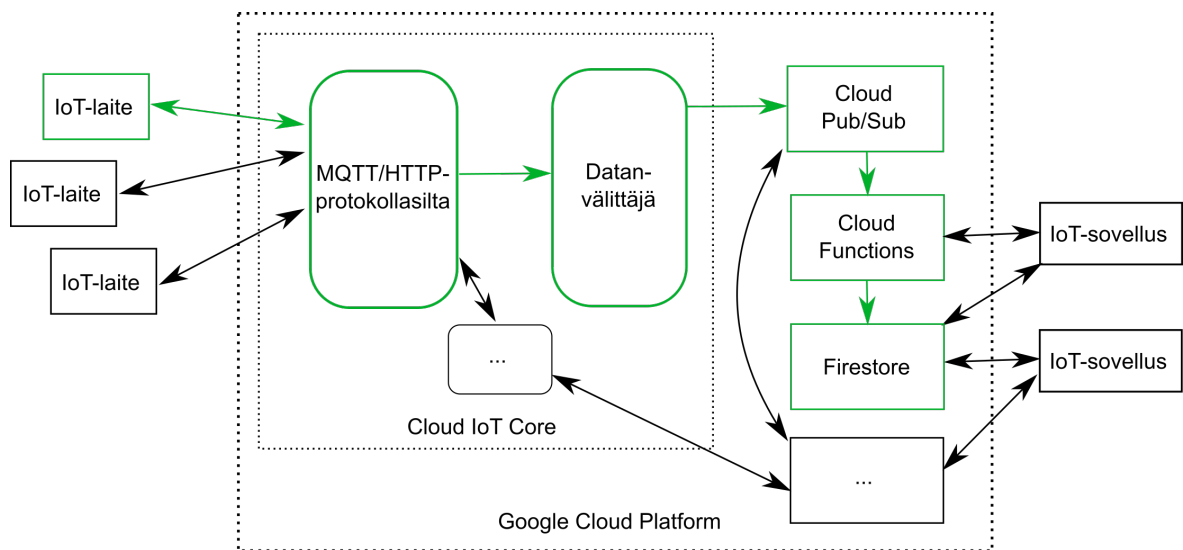 IoT-laite
IoT-laite
IoT-laite
MQTT/HTTP-
protokollasilta
Datan-
välittäjä
...
Cloud IoT Core
Cloud
Pub/Sub
Cloud
Functions
Firestore
...
Google Cloud Platform
IoT-sovellus
IoT-sovellus